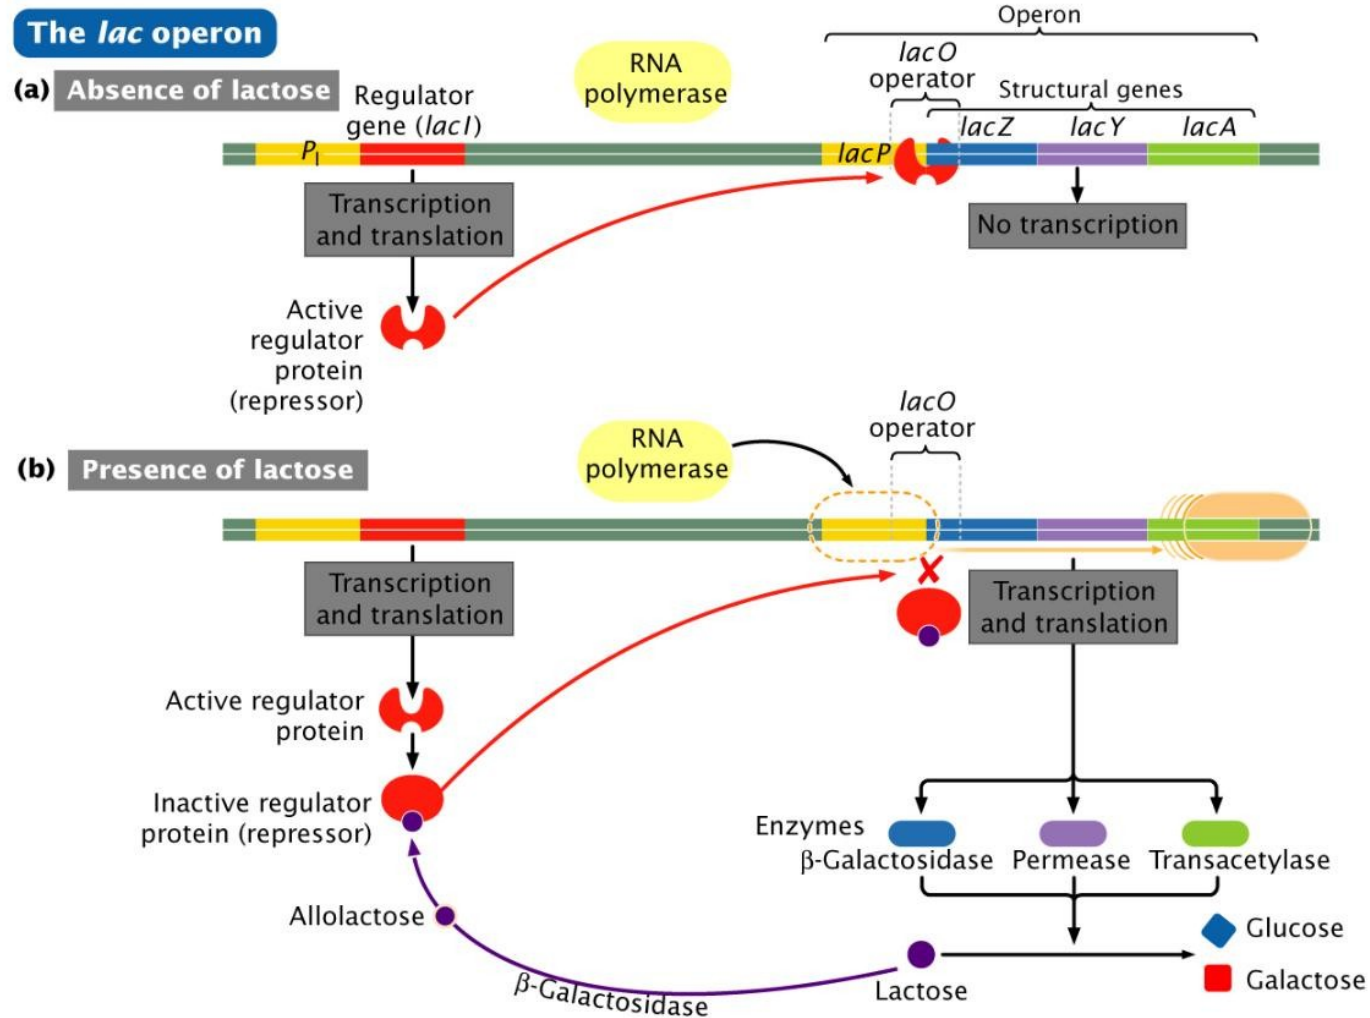 The lac operon
Operon
(a) Absence of lactose
Regulator
gene (lacI)
RNA
polymerase
lacO
operator
Structural genes
lacZ
lacY
lacA
PI
lacP
Transcription
and translation
No transcription
Active
regulator
protein
(repressor)
(b) Presence of lactose
RNA
polymerase
lacO
operator
Transcription
and translation
Transcription
and translation
Active regulator
protein
Inactive regulator
protein (repressor)
Enzymes
β-Galactosidase
Permease
Transacetylase
Allolactose
β-Galactosidase
Lactose
Glucose
Galactose